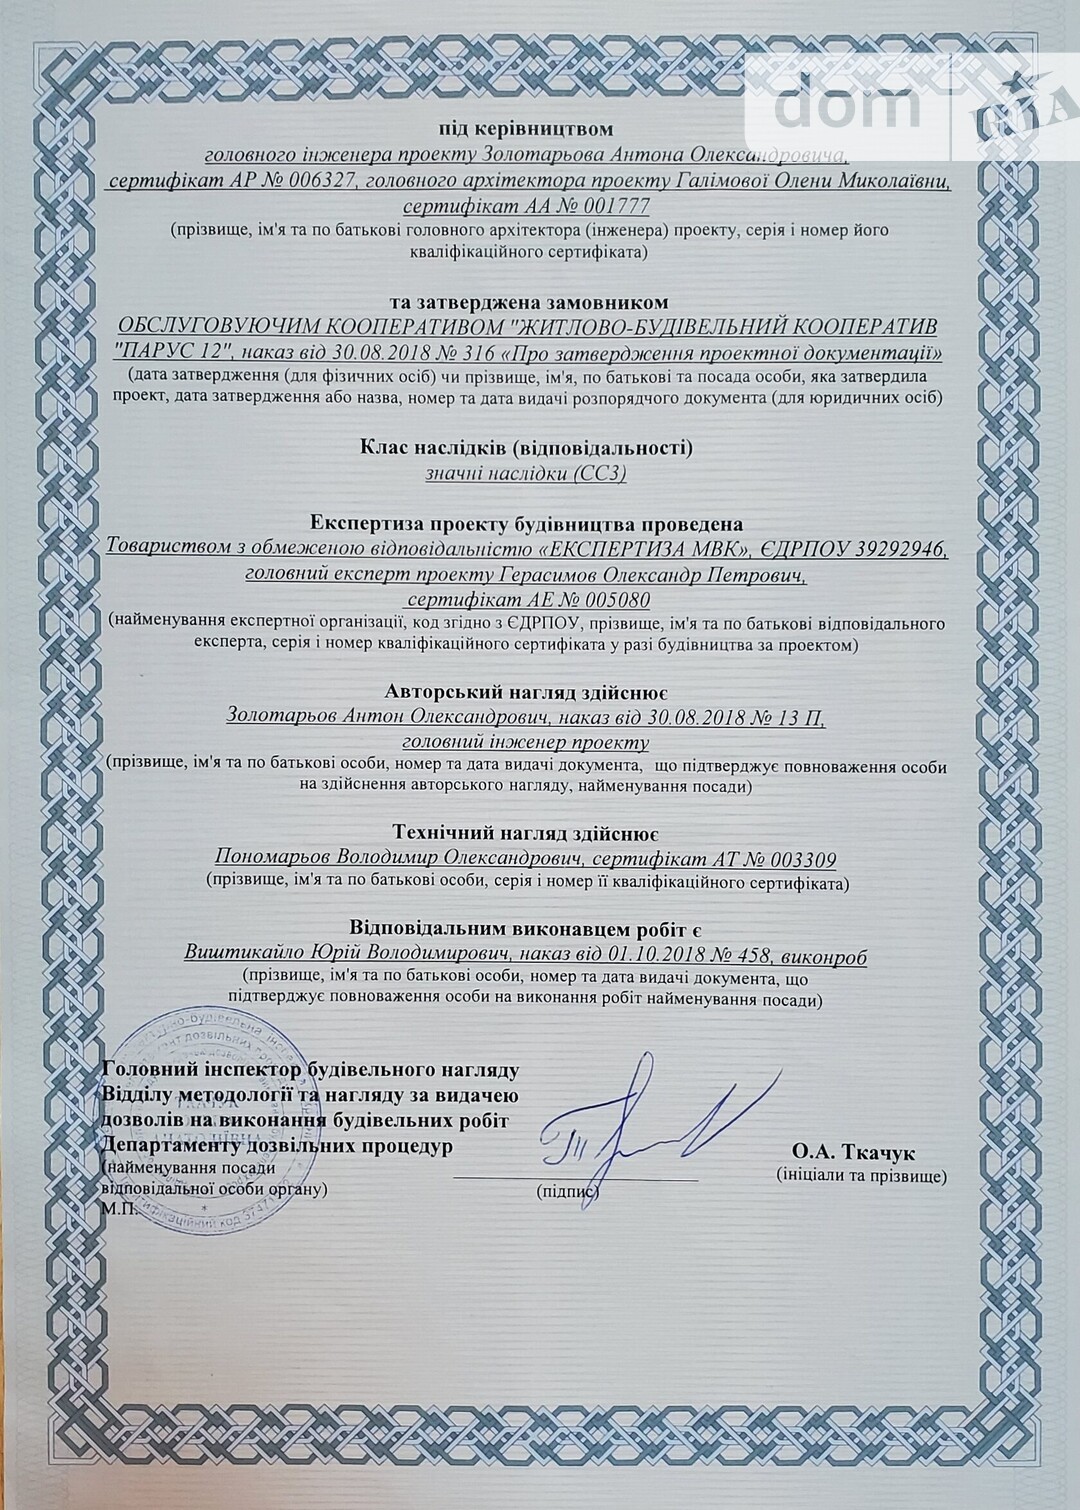 dom
під керівництвом
головного інженера проекту Золотарьова Антона Олександровича,
сертифікат АР № 006327, головного архітектора проекту Галімової Олени Миколаївни,
сертифікат АА № 001777
(прізвище, ім'я та по батькові головного архітектора (інженера) проекту, серія і номер його
кваліфікаційного сертифіката)
та затверджена замовником
ОБСЛУГОВУЮЧИМ КООПЕРАТИВОМ "ЖИТЛОВО-БУДІВЕЛЬНИЙ КООПЕРАТИВ
"ПАРУС 12", наказ від 30.08.2018 № 316 «Про затвердження проектної документації»
(дата затвердження (для фізичних осіб) чи прізвище, ім'я, по батькові та посада особи, яка затвердила
проект, дата затвердження або назва, номер та дата видачі розпорядчого документа (для юридичних осіб)
Клас наслідків (відповідальності)
значні наслідки (СС3)
Експертиза проекту будівництва проведена
Товариством з обмеженою відповідальністю «ЕКСПЕРТИЗА МВК», ЄДРПОУ 39292946,
головний експерт проекту Герасимов Олександр Петрович,
сертифікат АЕ № 005080
(найменування експертної організації, код згідно з ЄДРПОУ, прізвище, ім'я та по батькові відповідального
експерта, серія і номер кваліфікаційного сертифіката у разі будівництва за проектом)
Авторський нагляд здійснює
Золотарьов Антон Олександрович, наказ від 30.08.2018 № 13 П,
головний інженер проекту
(прізвище, ім'я та по батькові особи, номер та дата видачі документа, що підтверджує повноваження особи
на здійснення авторського нагляду, найменування посади)
Технічний нагляд здійснює
Пономарьов Володимир Олександрович, сертифікат АТ № 003309
(прізвище, ім'я та по батькові особи, серія і номер її кваліфікаційного сертифіката)
Відповідальним виконавцем робіт є
Виштикайло Юрій Володимирович, наказ від 01.10.2018 № 458, виконроб
(прізвище, ім'я та по батькові особи, номер та дата видачі документа, що
підтверджує повноваження особи на виконання робіт найменування посади)
Головний інспектор будівельного нагляду
Відділу методології та нагляду за видачею
дозволів на виконання будівельних робіт
Департаменту дозвільних процедур
(найменування посади
відповідальної особи органу)
М.П.
(підпис)
О.А. Ткачук
(ініціали та прізвище)